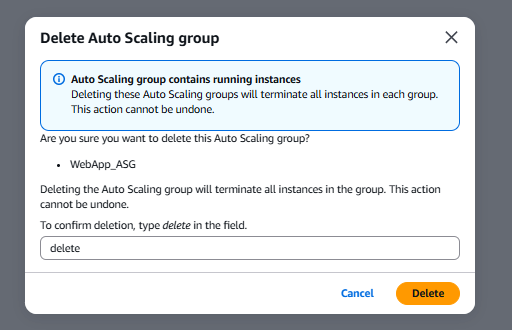 Delete Auto Scaling group
Auto Scaling group contains running instances
Deleting these Auto Scaling groups will terminate all instances in each group.
This action cannot be undone.
Are you sure you want to delete this Auto Scaling group?
• WebApp_ASG
Deleting the Auto Scaling group will terminate all instances in the group. This action
cannot be undone.
To confirm deletion, type delete in the field.
delete
Cancel Delete